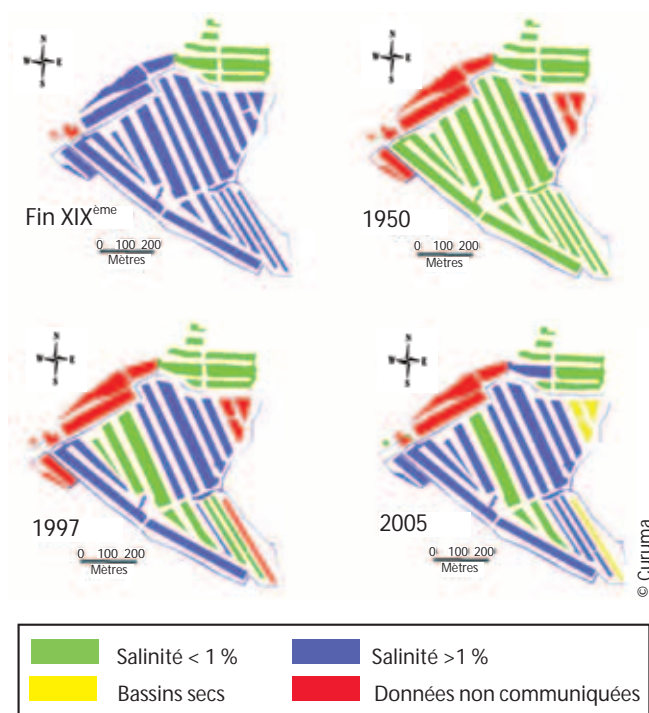 N
W E
S
N
W E
S
Fin XIXème
1950
0 100 200
Mètres
0 100 200
Mètres
N
W E
S
N
W E
S
1997
2005
0 100 200
Mètres
0 100 200
Mètres
© Curuma
Salinité < 1 %
Salinité >1 %
Bassins secs
Données non communiquées